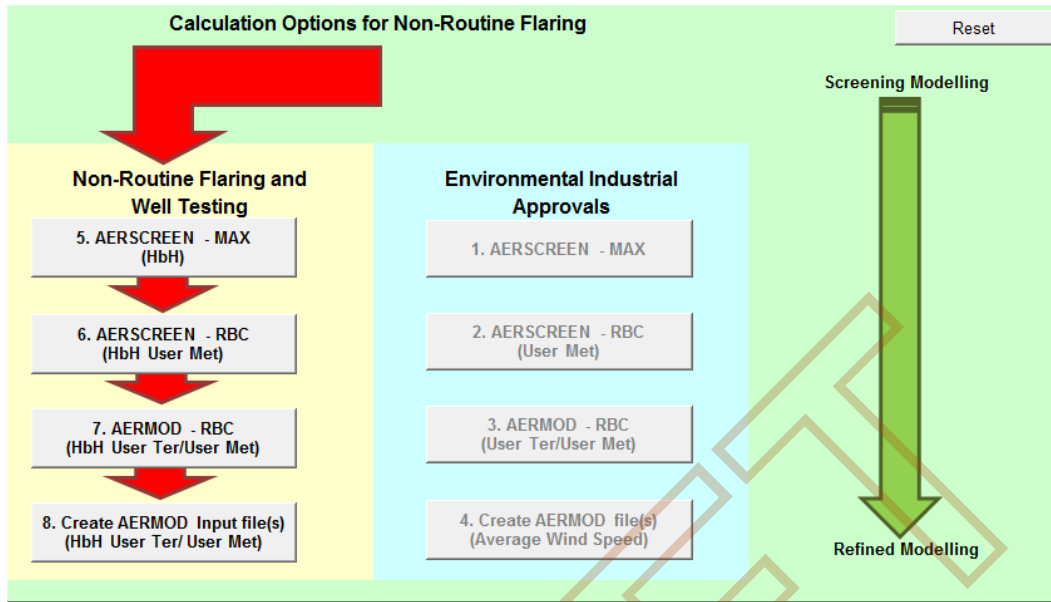 Calculation Options for Non-Routine Flaring
Reset
Screening Modelling
Non-Routine Flaring and
Well Testing
5. AERSCREEN - MAX
(HbH)
6. AERSCREEN - RBC
(HbH User Met)
7. AERMOD - RBC
(HbH User Ter/User Met)
8. Create AERMOD Input file(s)
(HbH User Ter/ User Met)
Environmental Industrial
Approvals
1. AERSCREEN - MAX
2. AERSCREEN - RBC
(User Met)
3. AERMOD - RBC
(User Ter/User Met)
4. Create AERMOD file(s)
(Average Wind Speed)
Refined Modelling